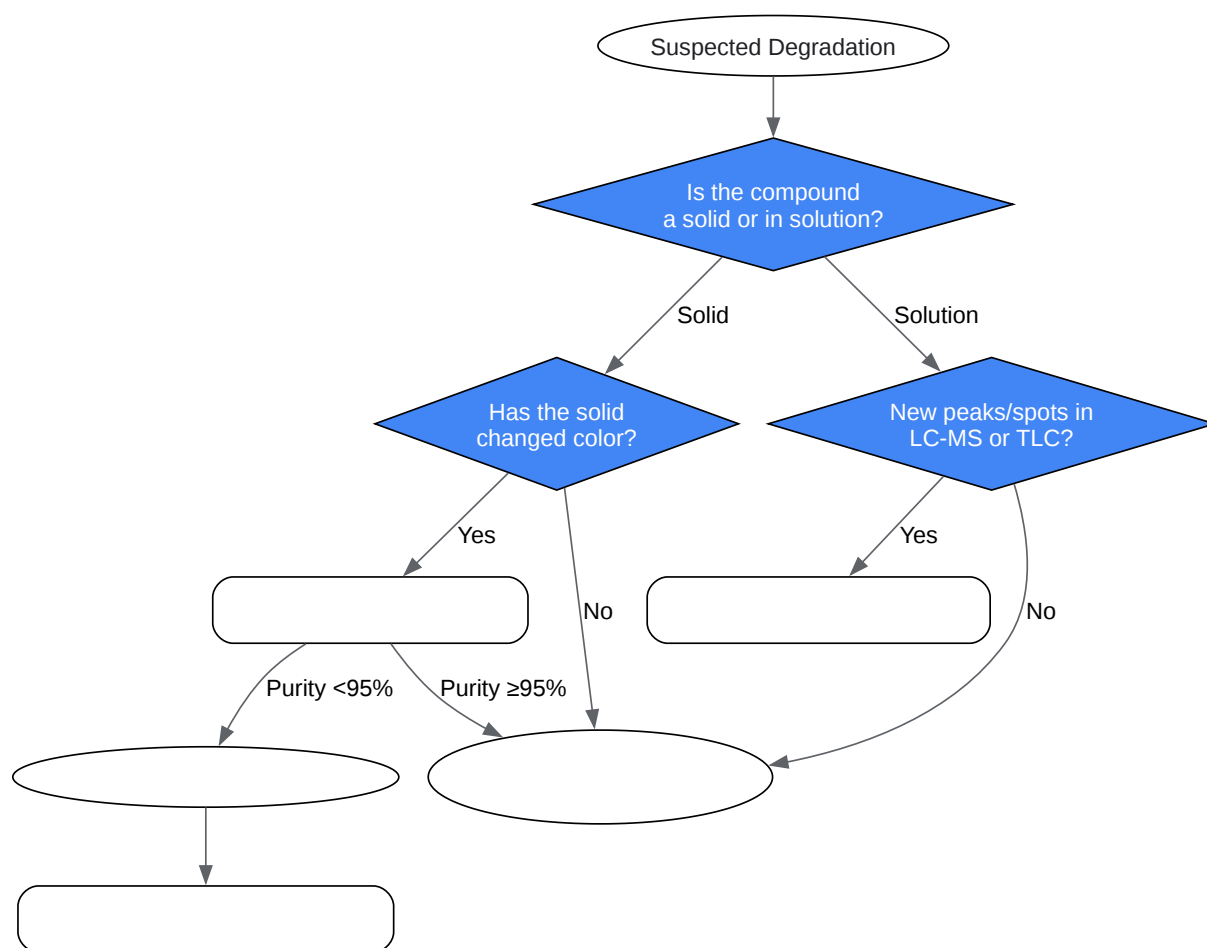 Suspected Degradation
Is the compound
a solid or in solution?
Solid
Solution
Has the solid
changed color?
New peaks/spots in
LC-MS or TLC?
Yes
Yes
No
No
Purity <95%
Purity ≥95%